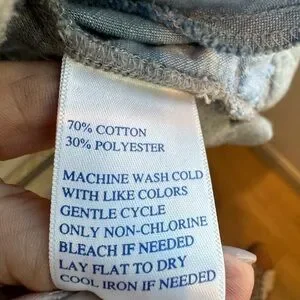 70% COTTON
30% POLYESTER
MACHINE WASH COLD
WITH LIKE COLORS
GENTLE CYCLE
ONLY NON-CHLORINE
BLEACH IF NEEDED
LAY FLAT TO DRY
COOL IRON IF NEEDED